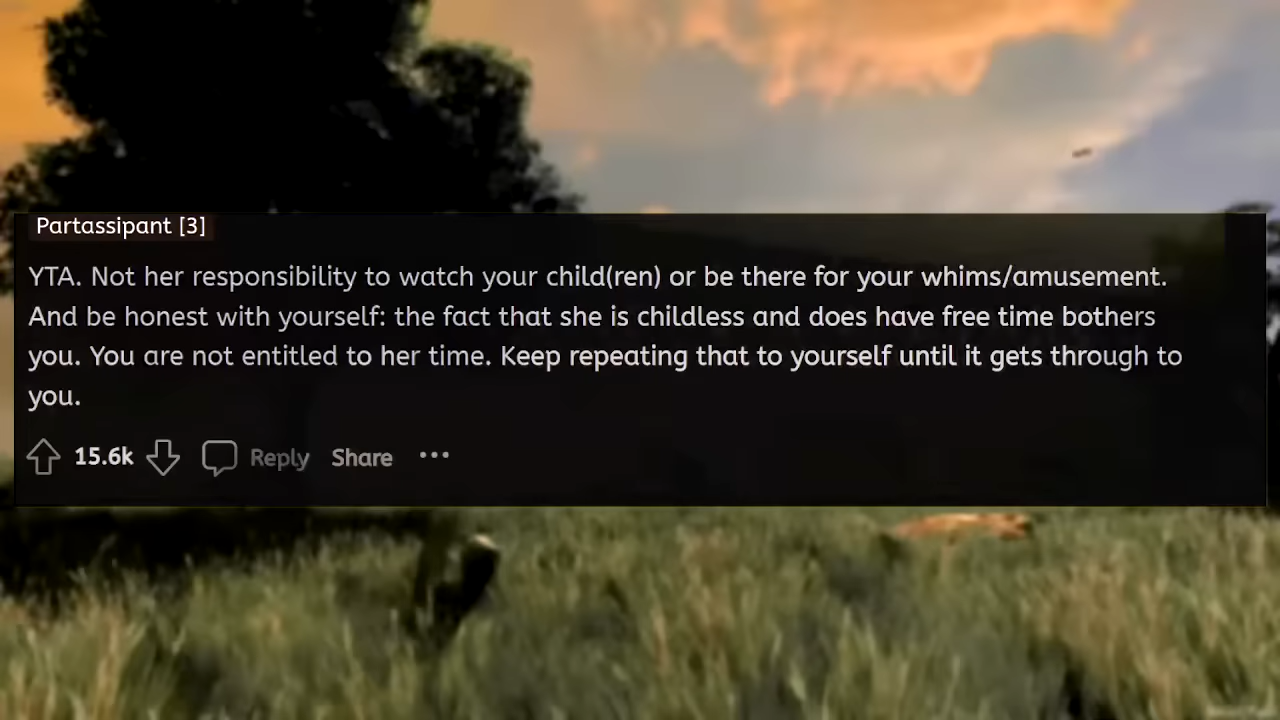 Partassipant [3]
YTA. Not her responsibility to watch your child(ren) or be there for your whims/amusement.
And be honest with yourself: the fact that she is childless and does have free time bothers
you. You are not entitled to her time. Keep repeating that to yourself until it gets through to
you.
15.6k Reply Share ...